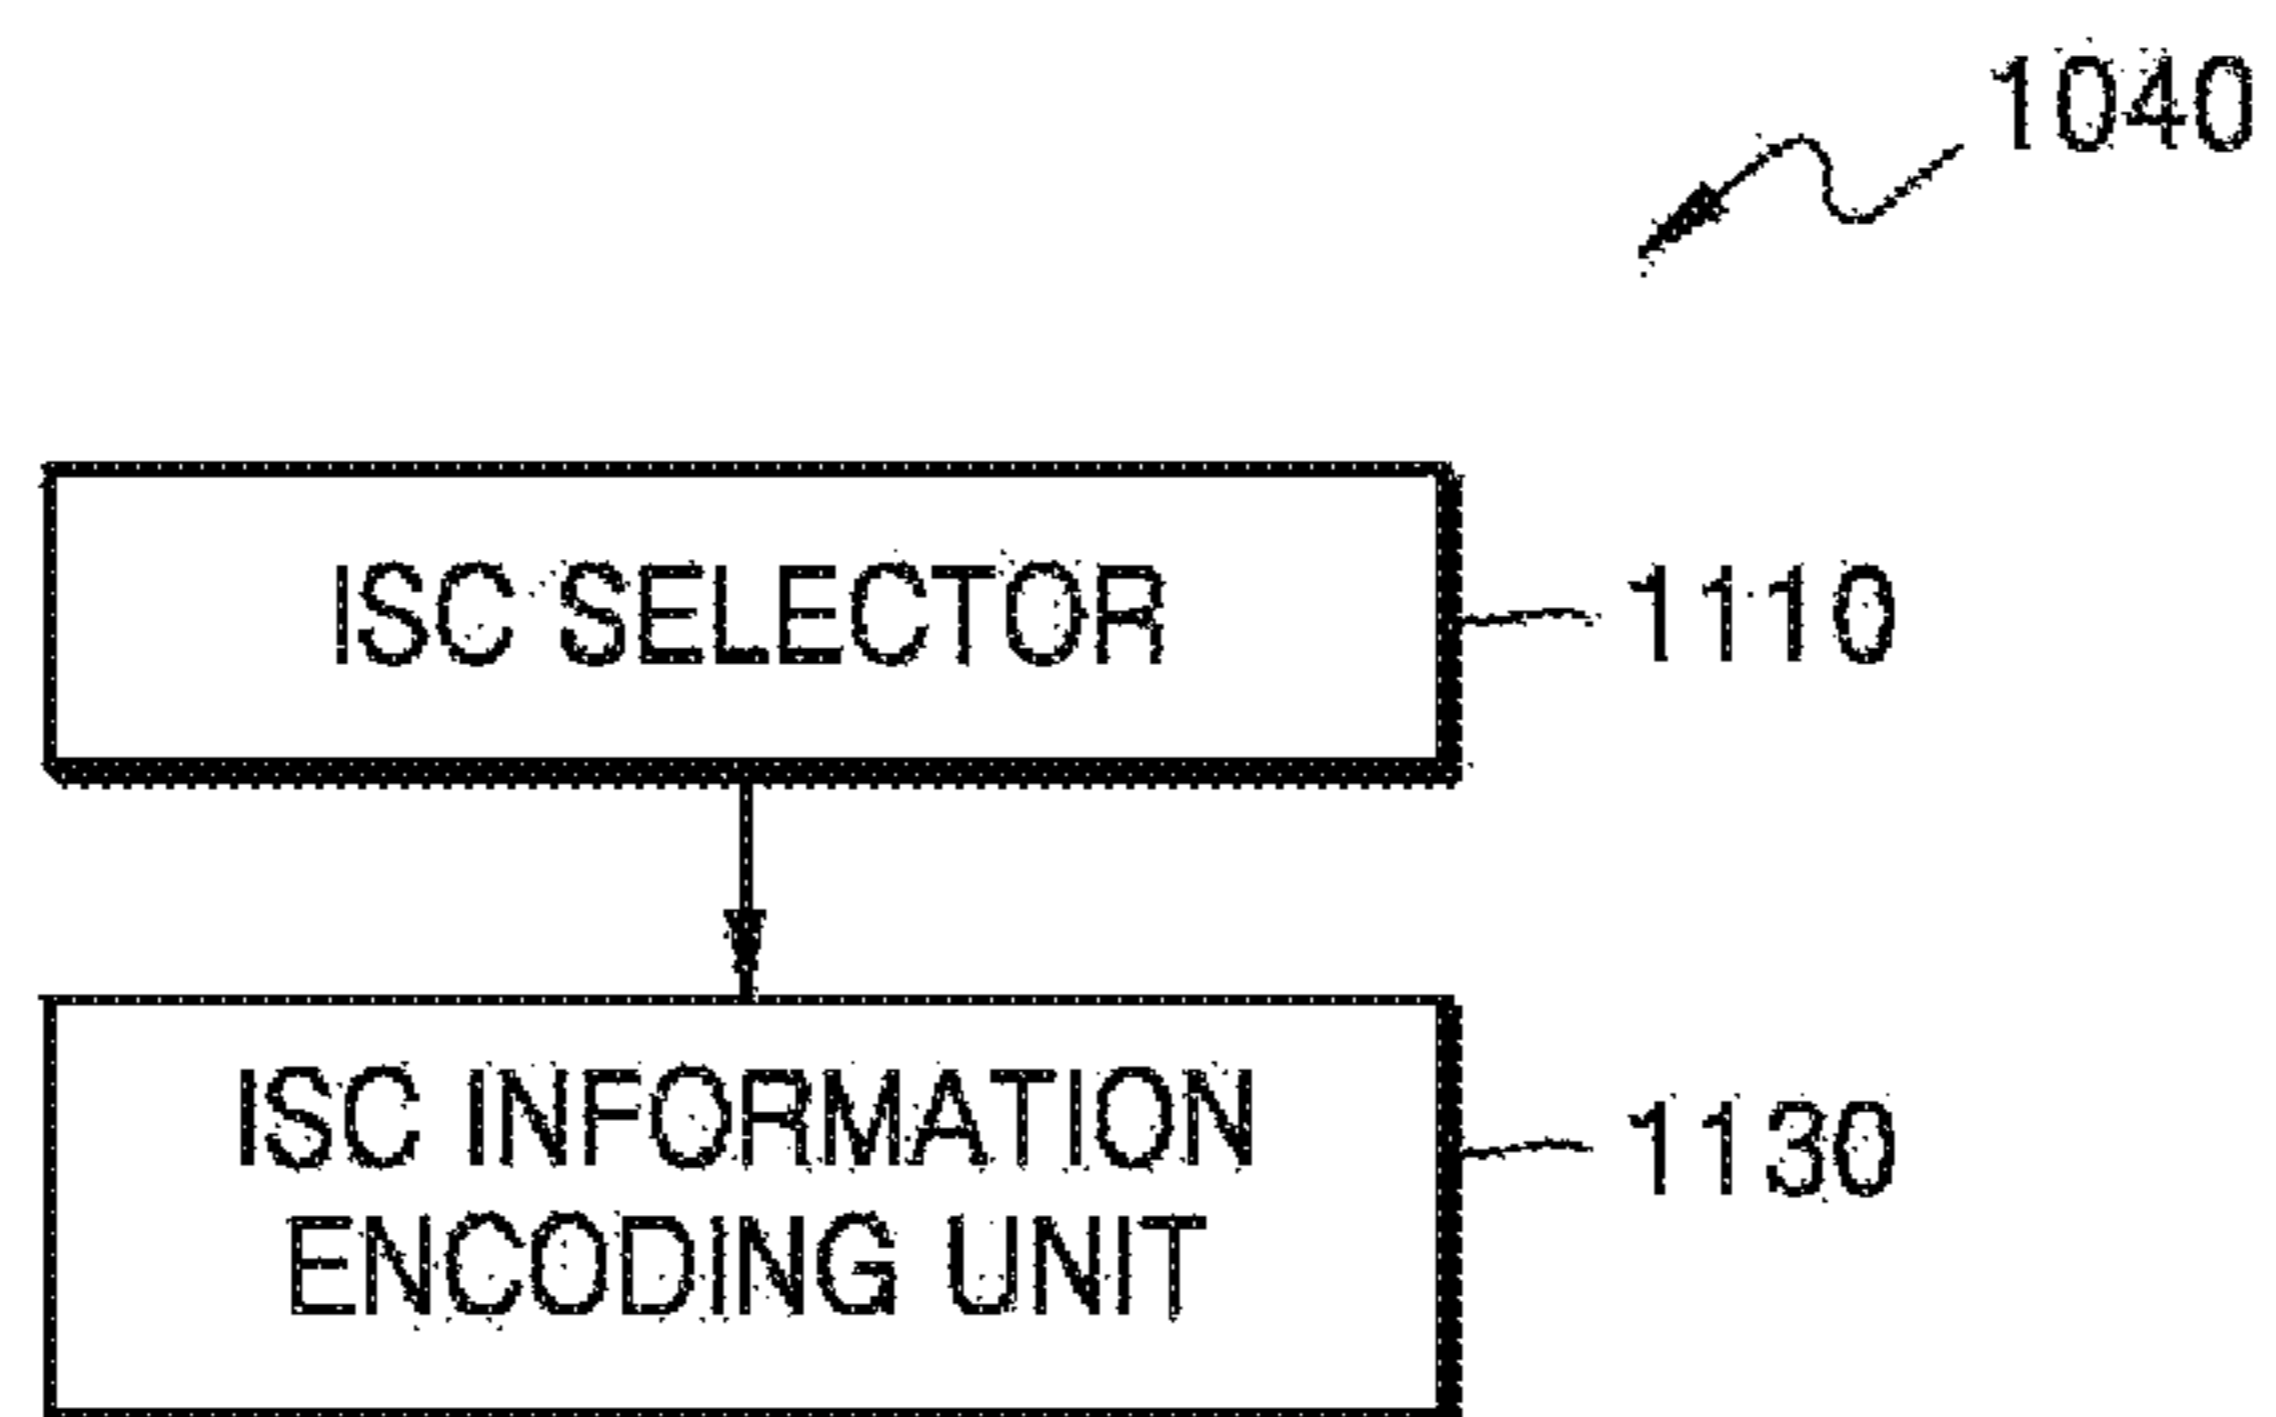 1040
ISC SELECTOR
1110
ISC INFORMATION
ENCODING UNIT
1130